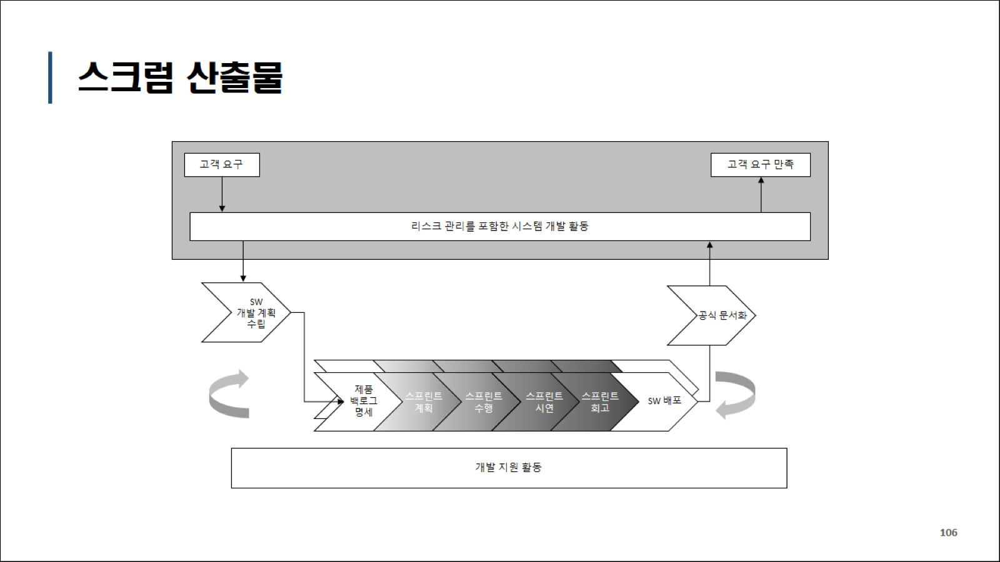 스크럼 산출물
고객 요구
고객 요구 만족
리스크 관리를 포함한 시스템 개발 활동
SW
개발 계획
수립
공식 문서화
제품
백로그
명세
스프린트
계획
스프린트
수행
스프린트
시연
스프린트
회고
SW 배포
개발 지원 활동
106